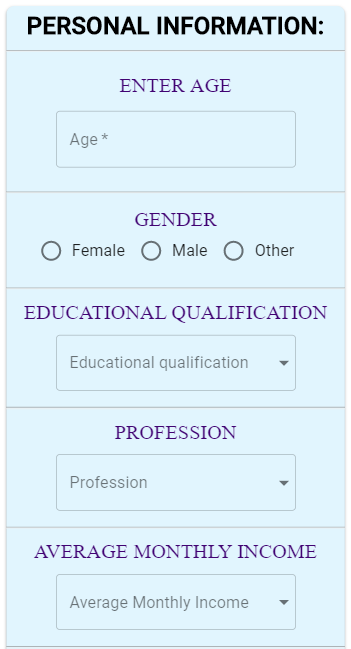 PERSONAL INFORMATION:
ENTER AGE
Age *
GENDER
Female Male Other
EDUCATIONAL QUALIFICATION
Educational qualification
PROFESSION
Profession
AVERAGE MONTHLY INCOME
Average Monthly Income